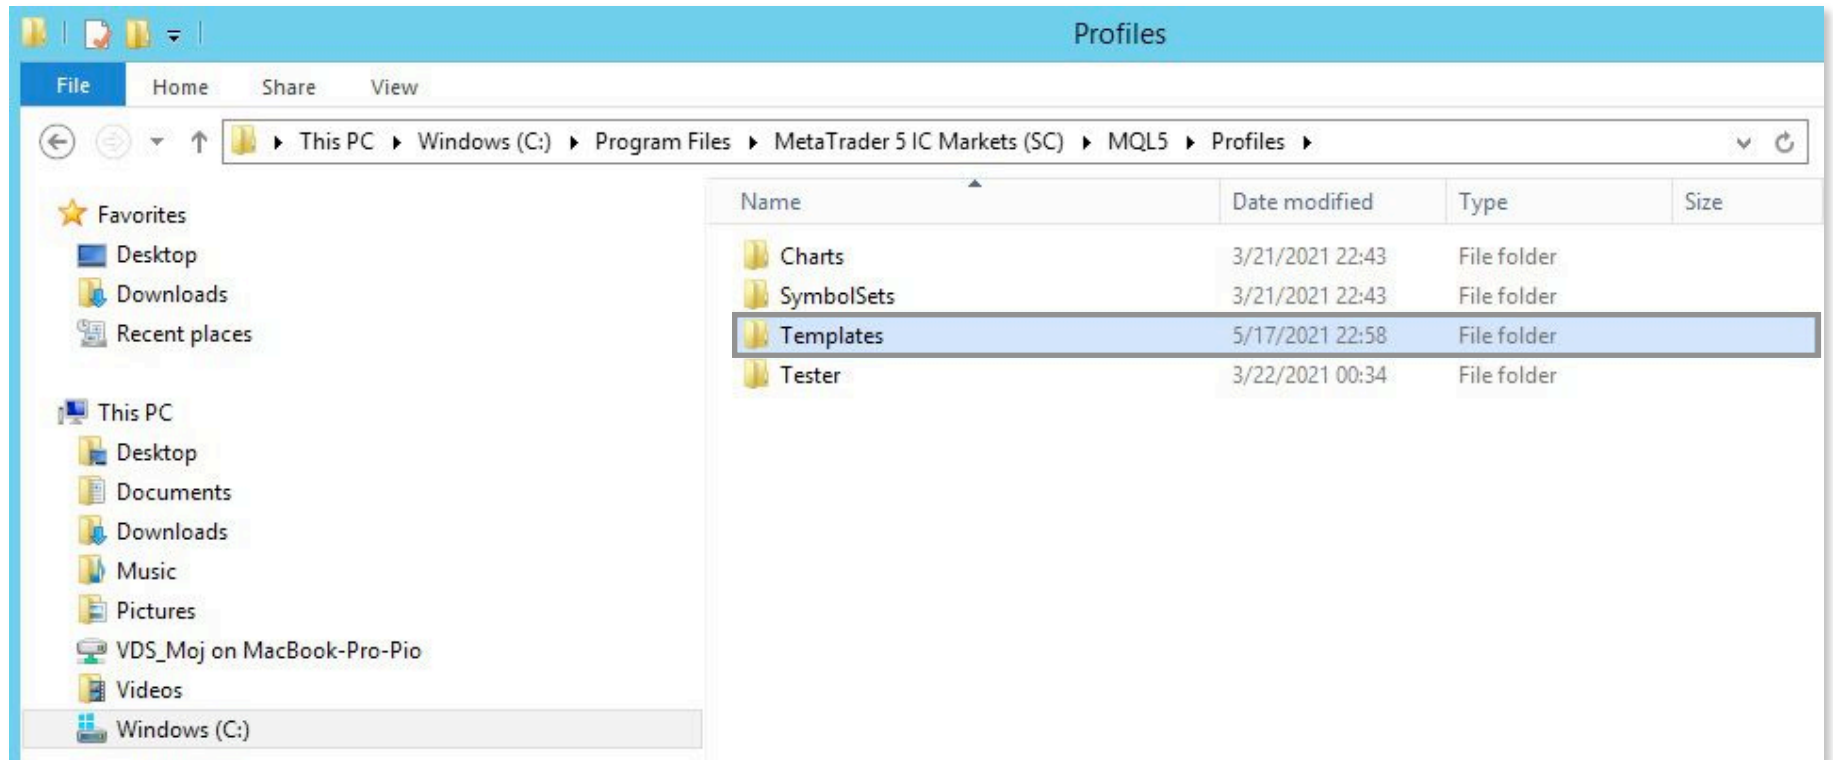 Profiles
File Home Share View
This PC Windows (C:) Program Files MetaTrader 5 IC Markets (SC) MQL5 Profiles
Favorites
Desktop
Downloads
Recent places
This PC
Desktop
Documents
Downloads
Music
Pictures
VDS_Moj on MacBook-Pro-Pio
Videos
Windows (C:)
Name Date modified Type Size
Charts 3/21/2021 22:43 File folder
SymbolSets 3/21/2021 22:43 File folder
Templates 5/17/2021 22:58 File folder
Tester 3/22/2021 00:34 File folder